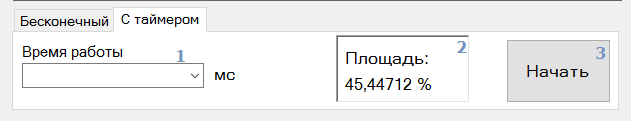 Бесконечный С таймером
Время работы 1
мс
2
Площадь:
45,44712 %
3
Начать